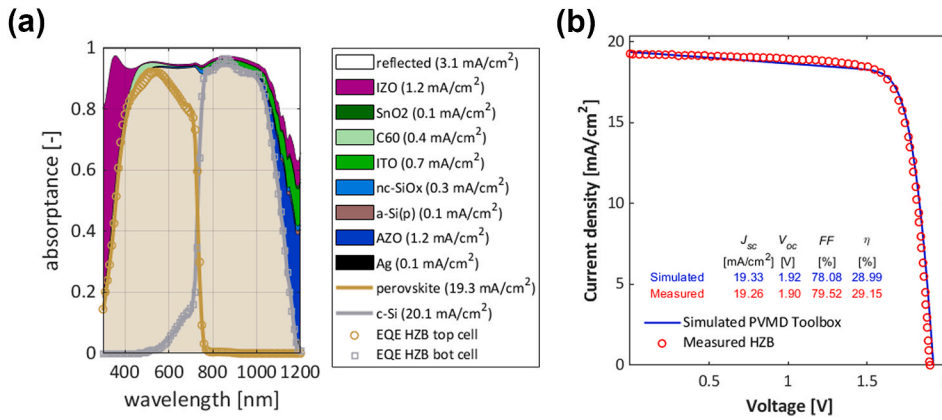 (a)
absorptance [-]
1
0.8
0.6
0.4
0.2
0
400
600
800
1000
1200
wavelength [nm]
reflected (3.1 mA/cm²)
IZO (1.2 mA/cm²)
SnO2 (0.1 mA/cm²)
C60 (0.4 mA/cm²)
ITO (0.7 mA/cm²)
nc-SiOx (0.3 mA/cm²)
a-Si(p) (0.1 mA/cm²)
AZO (1.2 mA/cm²)
Ag (0.1 mA/cm²)
perovskite (19.3 mA/cm²)
c-Si (20.1 mA/cm²)
EQE HZB top cell
EQE HZB bot cell
(b)
Current density [mA/cm²]
20
15
10
5
0
0.5
1
1.5
Voltage [V]
Jsc Voc FF η
[mA/cm²] [V] [%] [%]
Simulated 19.33 1.92 78.08 28.99
Measured 19.26 1.90 79.52 29.15
Simulated PVMD Toolbox
Measured HZB